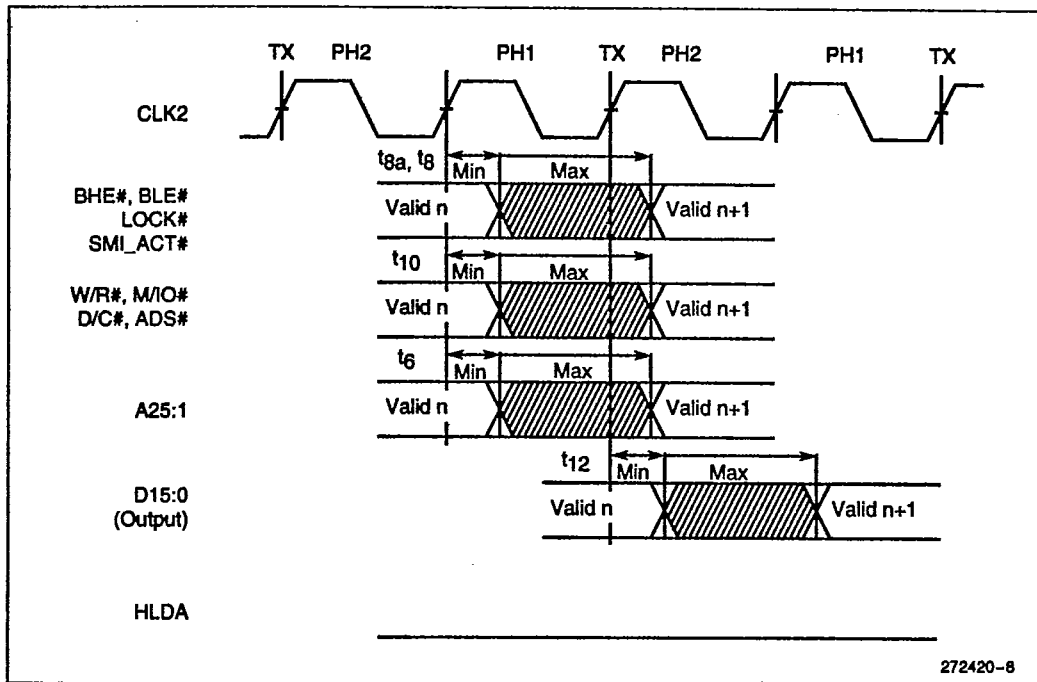 TX PH2 PH1 TX PH2 PH1 TX
CLK2
t8a, t8
Min Max
BHE#, BLE#
LOCK#
SMI_ACT#
Valid n Valid n+1
t10
Min Max
W/R#, M/IO#
D/C#, ADS#
Valid n Valid n+1
t6
Min Max
A25:1
Valid n Valid n+1
t12
Min Max
D15:0
(Output)
Valid n Valid n+1
HLDA
272420-8